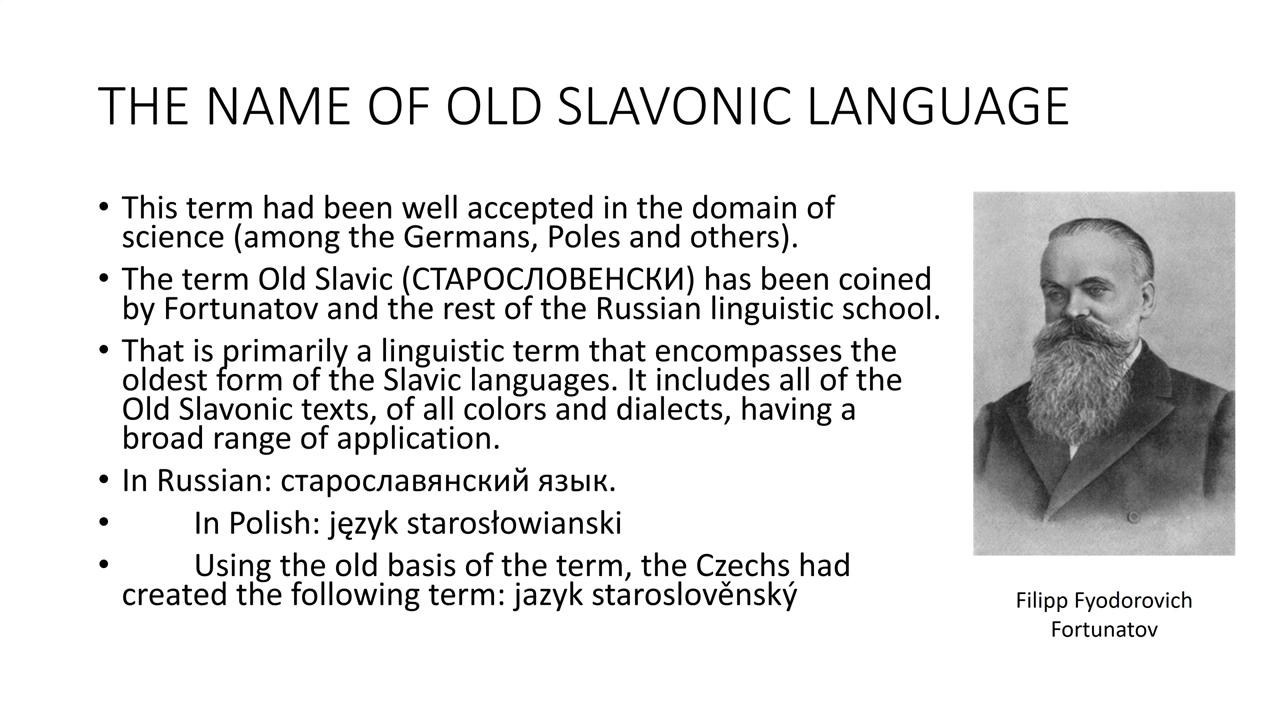 THE NAME OF OLD SLAVONIC LANGUAGE
• This term had been well accepted in the domain of
science (among the Germans, Poles and others).
• The term Old Slavic (СТАРОСЛОВЕНСКИ) has been coined
by Fortunatov and the rest of the Russian linguistic school.
• That is primarily a linguistic term that encompasses the
oldest form of the Slavic languages. It includes all of the
Old Slavonic texts, of all colors and dialects, having a
broad range of application.
• In Russian: старославянский язык.
• In Polish: język starosłowianski
• Using the old basis of the term, the Czechs had
created the following term: jazyk staroslověnský
Filipp Fyodorovich
Fortunatov